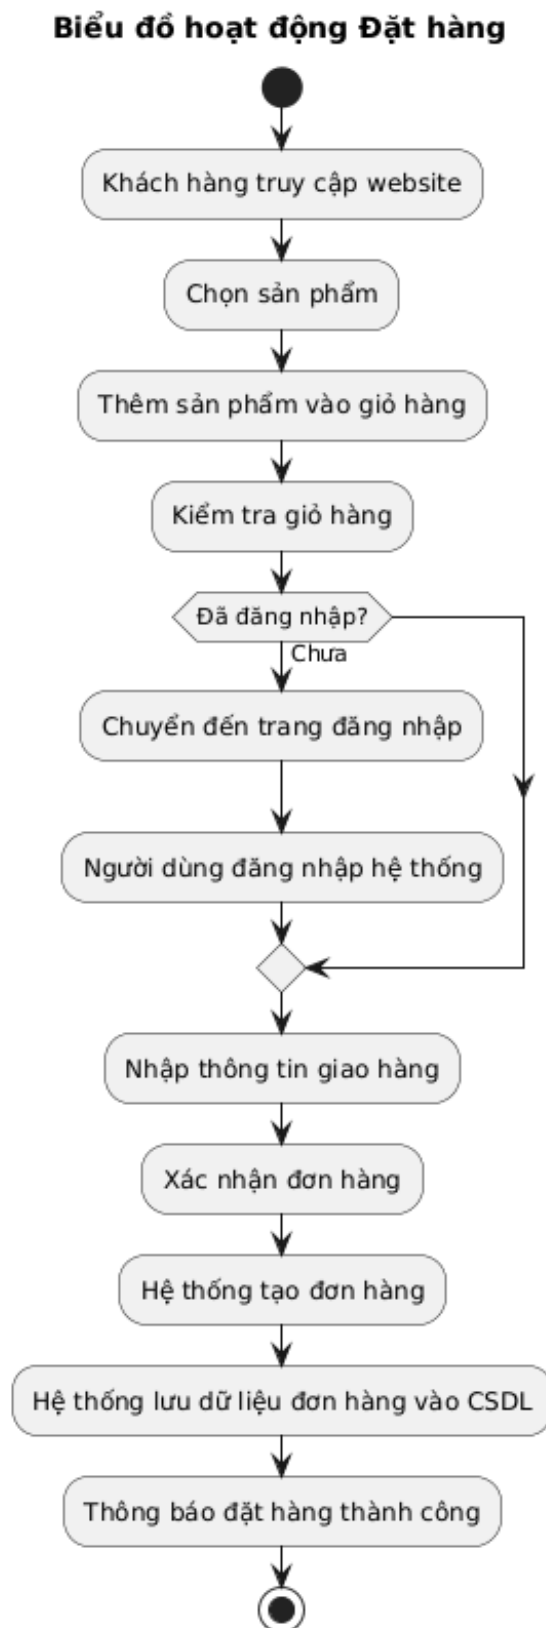 Biểu đồ hoạt động Đặt hàng
Khách hàng truy cập website
Chọn sản phẩm
Thêm sản phẩm vào giỏ hàng
Kiểm tra giỏ hàng
Đã đăng nhập?
Chưa
Chuyển đến trang đăng nhập
Người dùng đăng nhập hệ thống
Nhập thông tin giao hàng
Xác nhận đơn hàng
Hệ thống tạo đơn hàng
Hệ thống lưu dữ liệu đơn hàng vào CSDL
Thông báo đặt hàng thành công